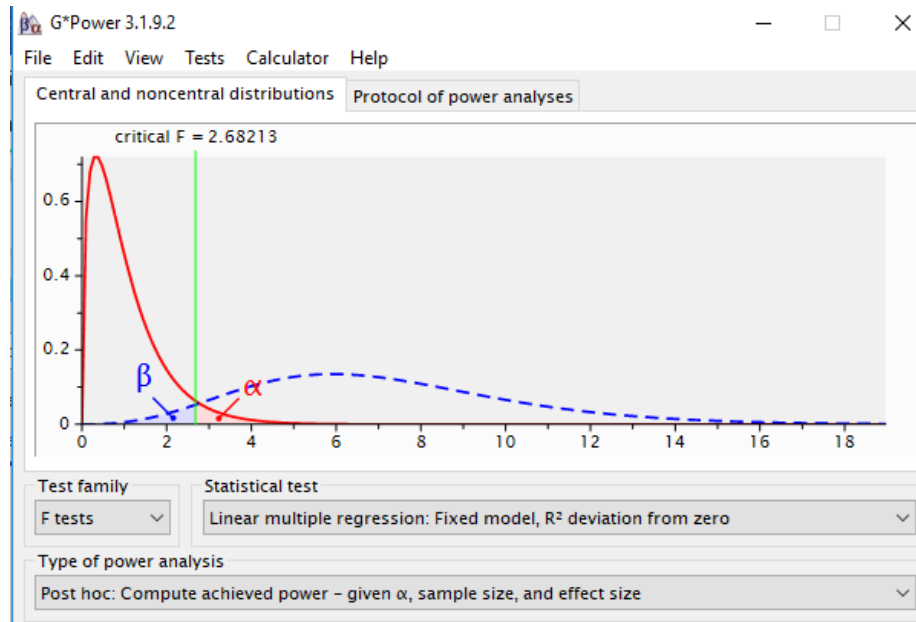 G*Power 3.1.9.2
File Edit View Tests Calculator Help
Central and noncentral distributions Protocol of power analyses
critical F = 2.68213
0.6
0.4
0.2
0
β
α
0 2 4 6 8 10 12 14 16 18
Test family Statistical test
F tests Linear multiple regression: Fixed model, R² deviation from zero
Type of power analysis
Post hoc: Compute achieved power – given α, sample size, and effect size